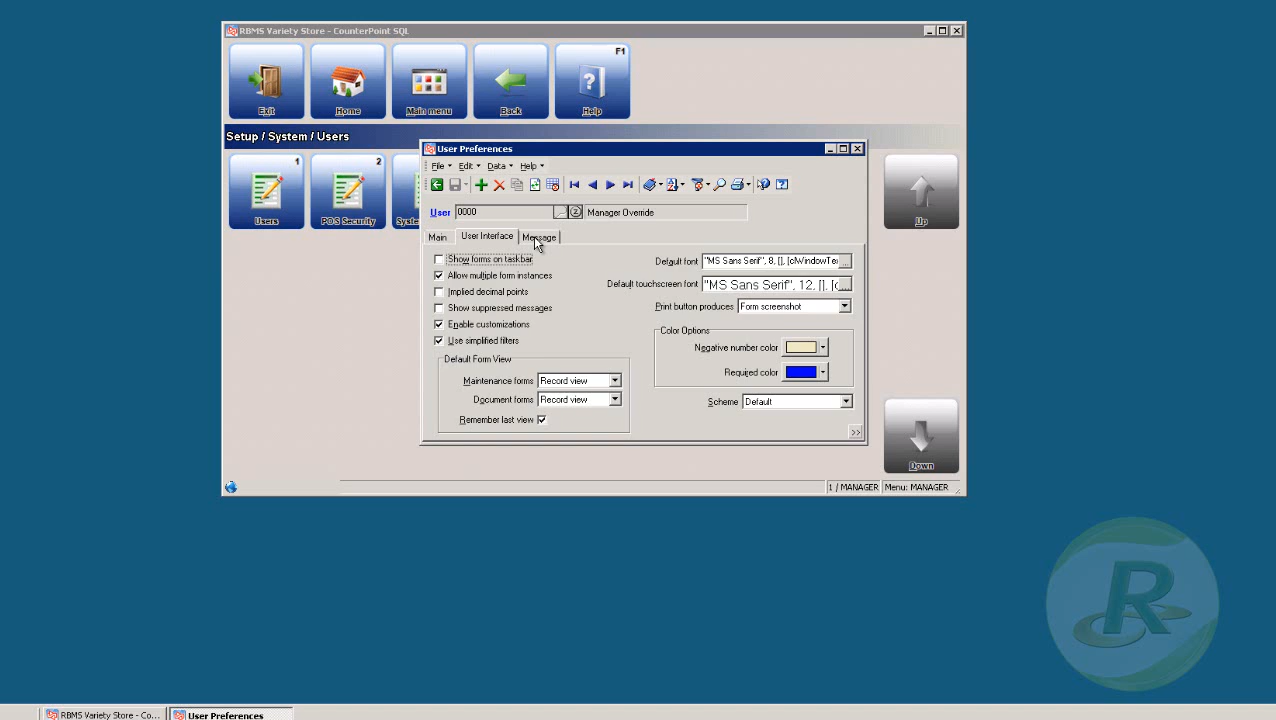 RBMS Variety Store - CounterPoint SQL
Exit
Home
Main menu
Back
F1
Help
Setup / System / Users
1
Users
2
POS Security
Up
Down
User Preferences
File Edit Data Help
User 0000 Manager Override
Main User Interface Message
Show forms on taskbar
Allow multiple form instances
Implied decimal points
Show suppressed messages
Enable customizations
Use simplified filters
Default Form View
Maintenance forms Record view
Document forms Record view
Remember last view
Default font "MS Sans Serif", 8, [], [clWindowTe
Default touchscreen font "MS Sans Serif", 12, [], [c
Print button produces Form screenshot
Color Options
Negative number color
Required color
Scheme Default
>>
1 / MANAGER Menu: MANAGER
R
RBMS Variety Store - Co...
User Preferences